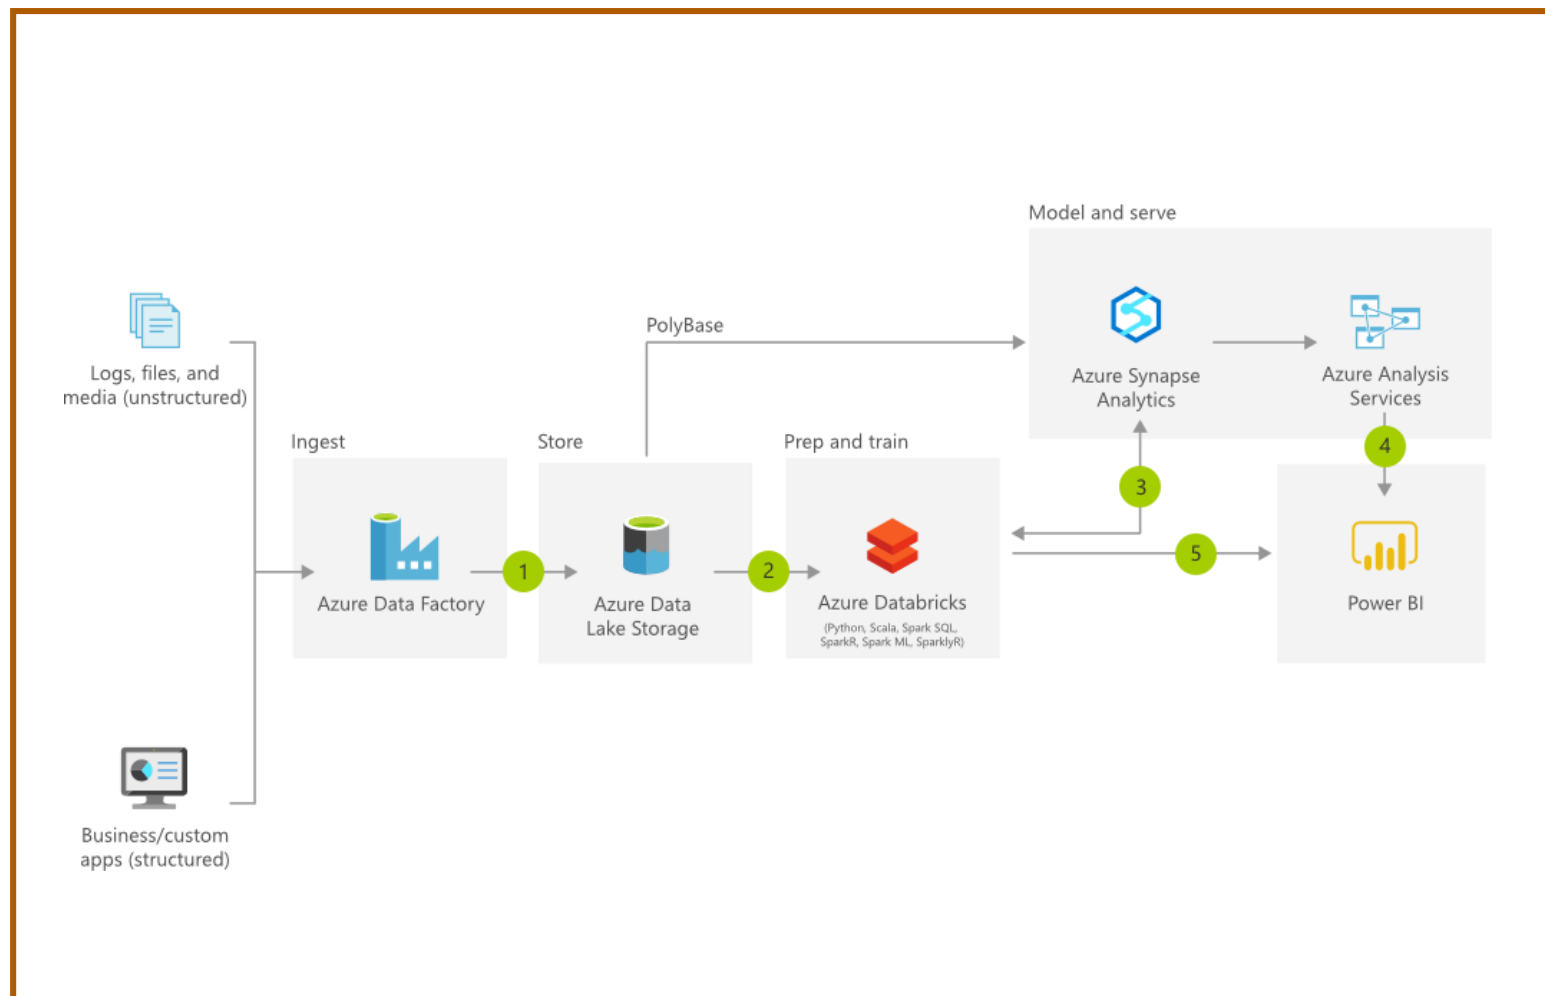 Model and serve
PolyBase
Logs, files, and
media (unstructured)
Azure Synapse
Analytics
Azure Analysis
Services
Ingest
Store
Prep and train
4
3
5
1
2
Azure Data Factory
Azure Data
Lake Storage
Azure Databricks
(Python, Scala, Spark SQL,
SparkR, Spark ML, SparklyR)
Power BI
Business/custom
apps (structured)